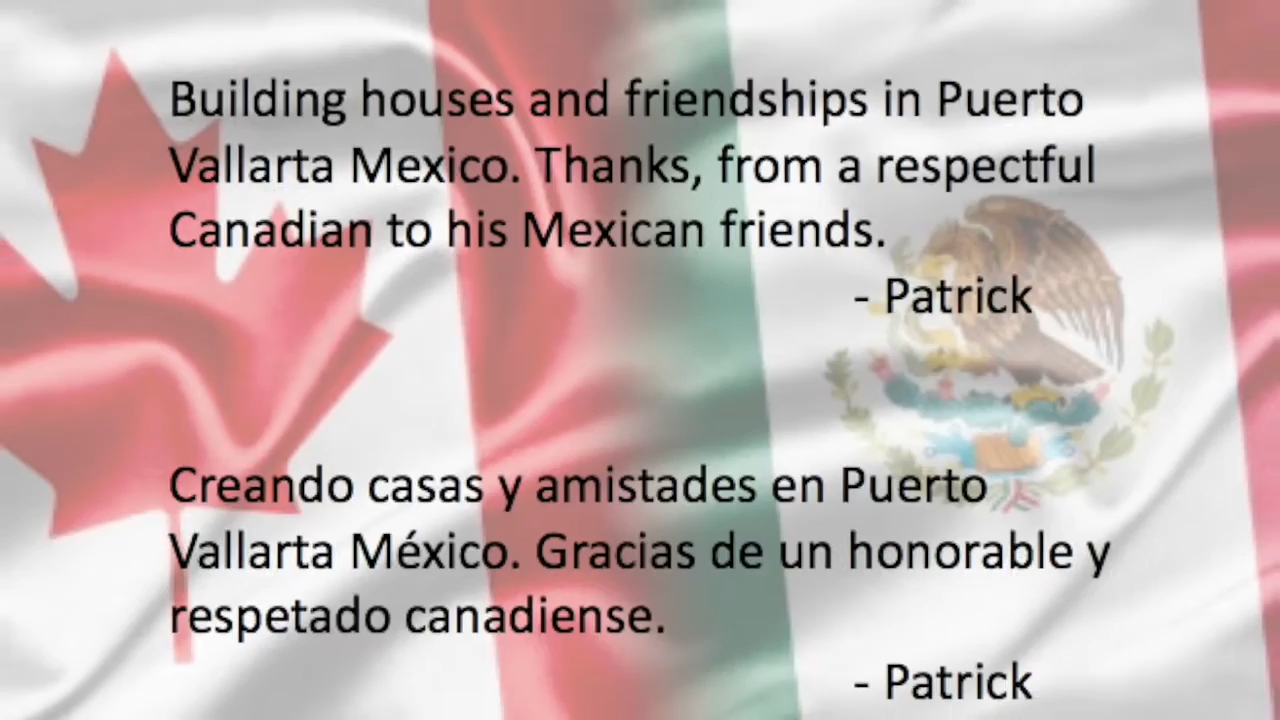 Building houses and friendships in Puerto
Vallarta Mexico. Thanks, from a respectful
Canadian to his Mexican friends.
- Patrick
Creando casas y amistades en Puerto
Vallarta México. Gracias de un honorable y
respetado canadiense.
- Patrick